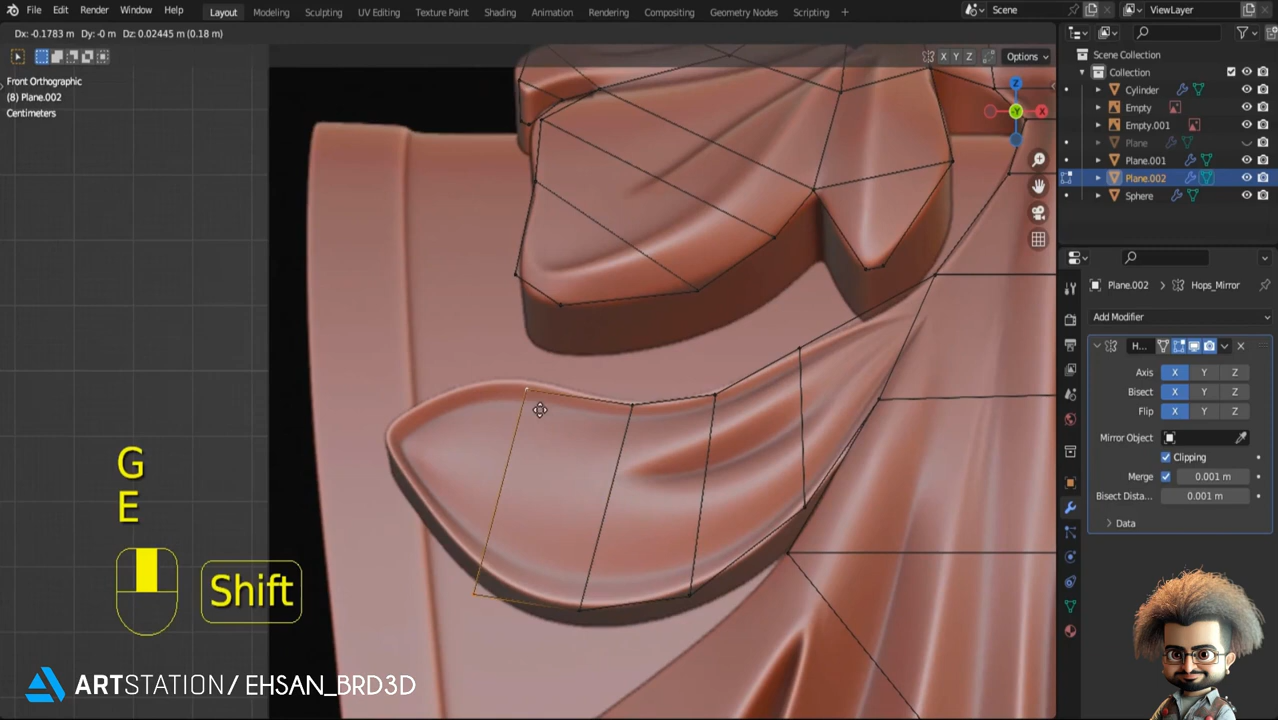 File Edit Render Window Help Layout Modeling Sculpting UV Editing Texture Paint Shading Animation Rendering Compositing Geometry Nodes Scripting + Scene ViewLayer
Dx: -0.1783 m Dy: -0 m Dz: 0.02445 m (0.18 m)
X Y Z Options
Front Orthographic
(8) Plane.002
Centimeters
Z
X
-Y
Scene Collection
Collection
Cylinder
Empty
Empty.001
Plane
Plane.001
Plane.002
Sphere
Plane.002 > Hops_Mirror
Add Modifier
H...
Axis X Y Z
Bisect X Y Z
Flip X Y Z
Mirror Object
Clipping
Merge 0.001 m
Bisect Dista... 0.001 m
Data
G
E
Shift
ARTSTATION/ EHSAN_BRD3D